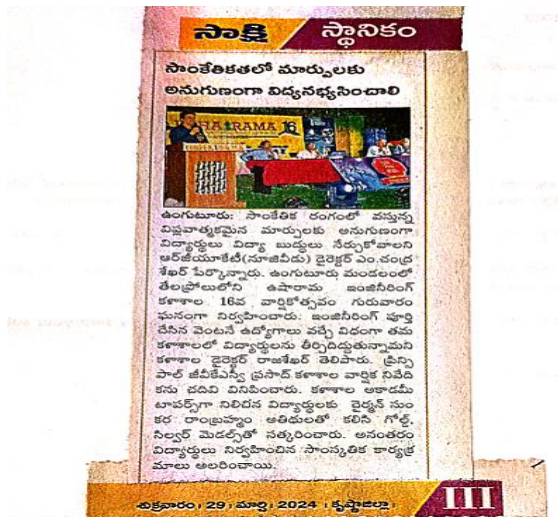 సాక్షి స్థానికం
సాంకేతికతలో మార్పులకు
అనుగుణంగా విద్యనభ్యసించాలి
HA RAMA 16
ఉంగుటూరు: సాంకేతిక రంగంలో వస్తున్న
విప్లవాత్మకమైన మార్పులకు అనుగుణంగా
విద్యార్థులు విద్యా బుద్ధులు నేర్చుకోవాలని
ఆర్‌జీయూకేటీ(నూజివీడు) డైరెక్టర్ ఎం.చంద్ర
శేఖర్ పేర్కొన్నారు. ఉంగుటూరు మండలంలో
తేలప్రోలులోని ఉషారామ ఇంజినీరింగ్
కళాశాల 16వ వార్షికోత్సవం గురువారం
ఘనంగా నిర్వహించారు. ఇంజినీరింగ్ పూర్తి
చేసిన వెంటనే ఉద్యోగాలు వచ్చే విధంగా తమ
కళాశాలలో విద్యార్థులను తీర్చిదిద్దుతున్నామని
కళాశాల డైరెక్టర్ రాజశేఖర్ తెలిపారు. ప్రిన్సి
పాల్ జీవీకేఎస్వీ ప్రసాద్ కళాశాల వార్షిక నివేది
కను చదివి వినిపించారు. కళాశాల అకాడమీ
టాపర్స్‌గా నిలిచిన విద్యార్థులకు చైర్మన్ సుం
కర రాంబ్రహ్మం అతిథులతో కలిసి గోల్డ్,
సిల్వర్ మెడల్స్‌తో సత్కరించారు. అనంతరం
విద్యార్థులు నిర్వహించిన సాంస్కృతిక కార్యక్ర
మాలు అలరించాయి.
శుక్రవారం | 29 | మార్చి | 2024 | కృష్ణాజిల్లా | III